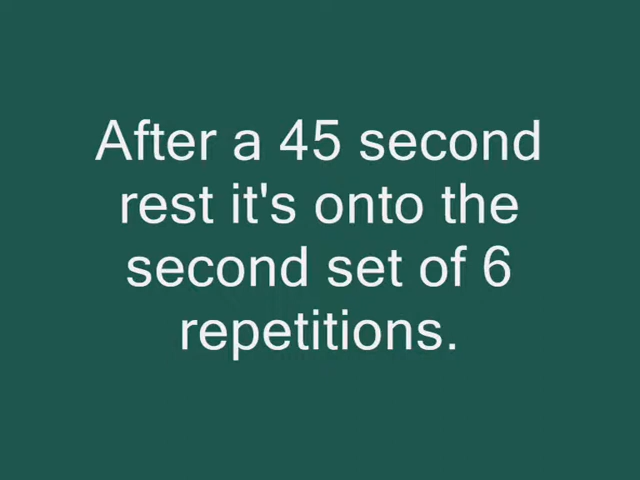 After a 45 second
rest it's onto the
second set of 6
repetitions.